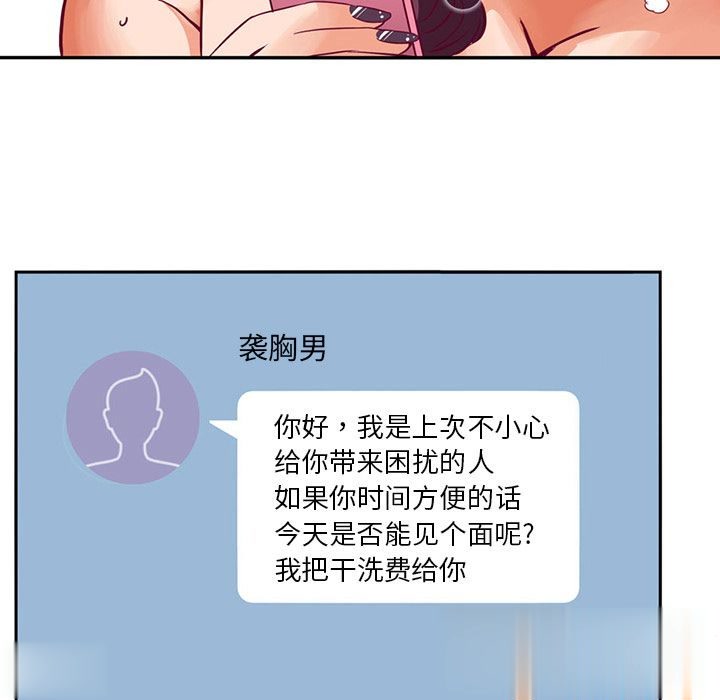 袭胸男
你好，我是上次不小心
给你带来困扰的人
如果你时间方便的话
今天是否能见个面呢?
我把干洗费给你